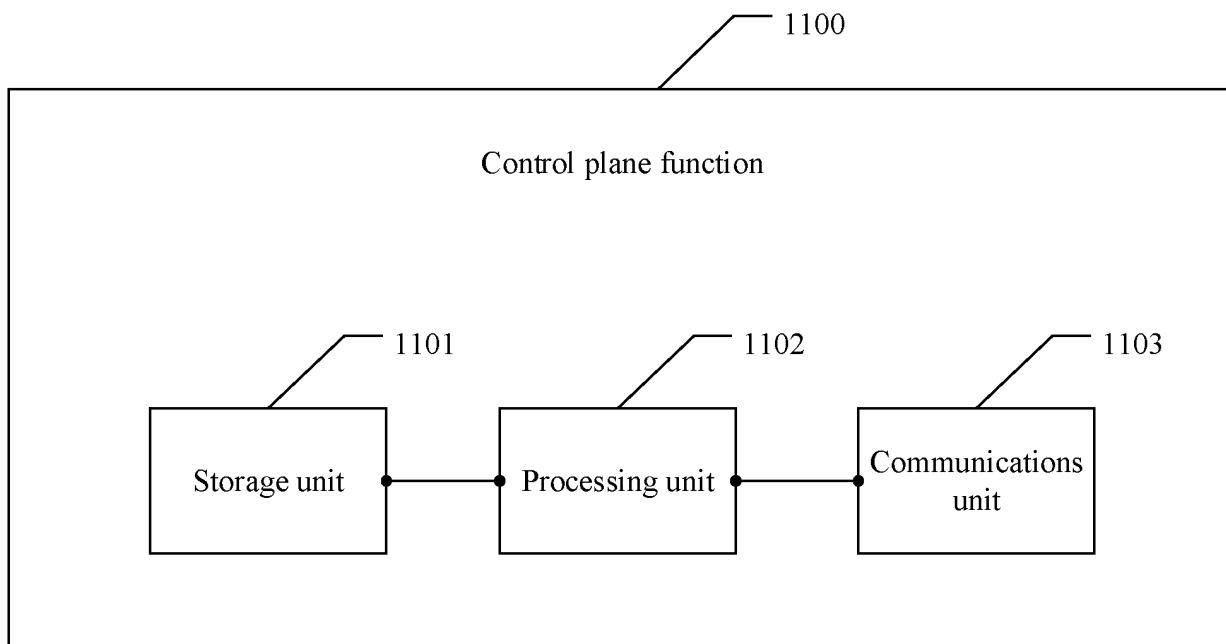 1100
Control plane function
1101
1102
1103
Storage unit
Processing unit
Communications
unit